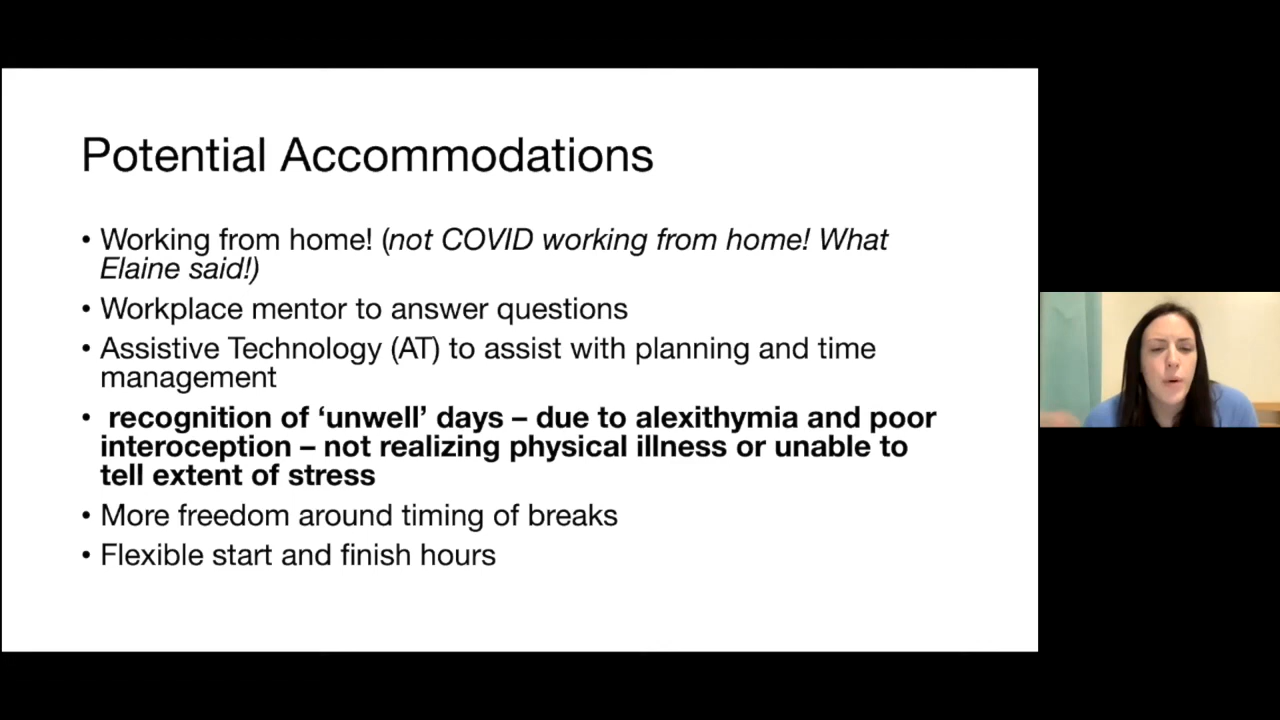 Potential Accommodations
• Working from home! (not COVID working from home! What
Elaine said!)
• Workplace mentor to answer questions
• Assistive Technology (AT) to assist with planning and time
management
• recognition of ‘unwell’ days – due to alexithymia and poor
interoception – not realizing physical illness or unable to
tell extent of stress
• More freedom around timing of breaks
• Flexible start and finish hours